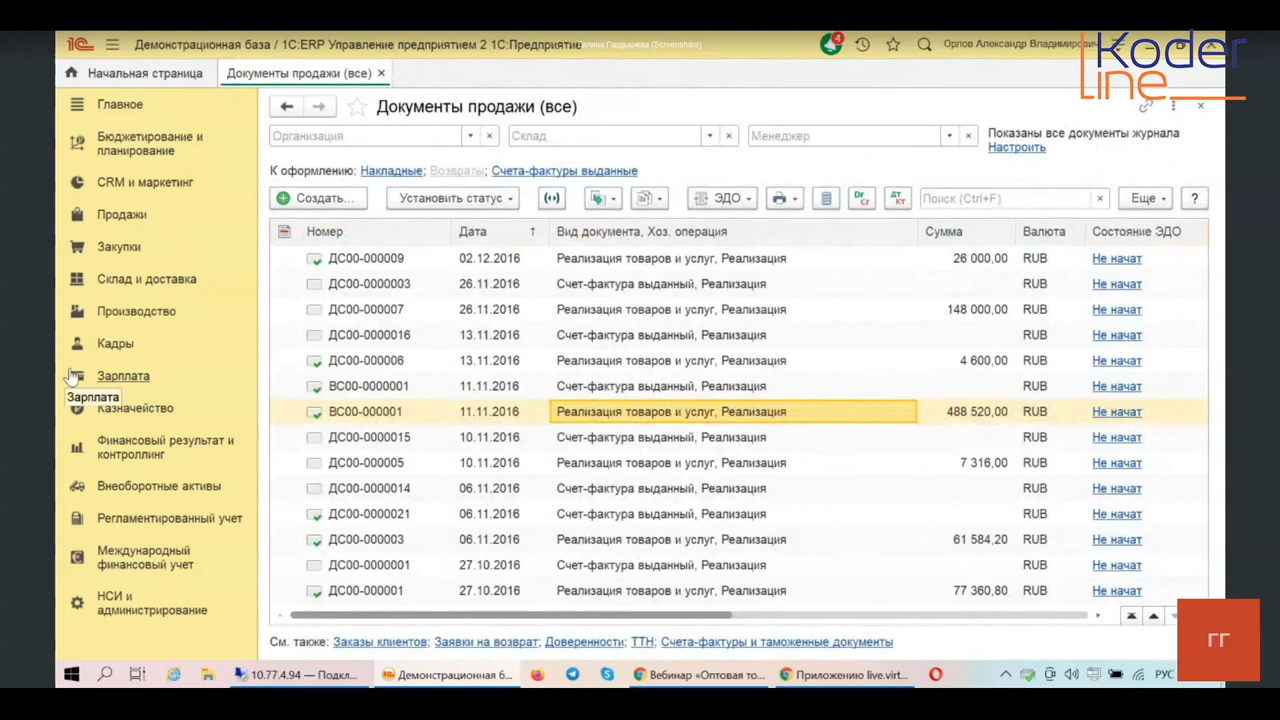 1С Демонстрационная база / 1С:ERP Управление предприятием 2 1С:Предприятие
Галина Гардышева (Screenshare)
4
Орлов Александр Владимирович
Koder
Line
Начальная страница
Документы продажи (все)
Главное
Бюджетирование и
планирование
CRM и маркетинг
Продажи
Закупки
Склад и доставка
Производство
Кадры
Зарплата
Зарплата
Казначейство
Финансовый результат и
контроллинг
Внеоборотные активы
Регламентированный учет
Международный
финансовый учет
НСИ и
администрирование
Документы продажи (все)
Организация Склад Менеджер Показаны все документы журнала
Настроить
К оформлению: Накладные; Возвраты; Счета-фактуры выданные
Создать... Установить статус ЭДО Dr Cr Дт Кт Поиск (Ctrl+F) × Еще ?
Номер Дата ↑ Вид документа, Хоз. операция Сумма Валюта Состояние ЭДО
ДС00-000009 02.12.2016 Реализация товаров и услуг, Реализация 26 000,00 RUB Не начат
ДС00-0000003 26.11.2016 Счет-фактура выданный, Реализация RUB Не начат
ДС00-000007 26.11.2016 Реализация товаров и услуг, Реализация 148 000,00 RUB Не начат
ДС00-0000016 13.11.2016 Счет-фактура выданный, Реализация RUB Не начат
ДС00-000006 13.11.2016 Реализация товаров и услуг, Реализация 4 600,00 RUB Не начат
ВС00-0000001 11.11.2016 Счет-фактура выданный, Реализация RUB Не начат
ВС00-000001 11.11.2016 Реализация товаров и услуг, Реализация 488 520,00 RUB Не начат
ДС00-0000015 10.11.2016 Счет-фактура выданный, Реализация RUB Не начат
ДС00-000005 10.11.2016 Реализация товаров и услуг, Реализация 7 316,00 RUB Не начат
ДС00-0000014 06.11.2016 Счет-фактура выданный, Реализация RUB Не начат
ДС00-0000021 06.11.2016 Счет-фактура выданный, Реализация RUB Не начат
ДС00-000003 06.11.2016 Реализация товаров и услуг, Реализация 61 584,20 RUB Не начат
ДС00-0000001 27.10.2016 Счет-фактура выданный, Реализация RUB Не начат
ДС00-000001 27.10.2016 Реализация товаров и услуг, Реализация 77 360,80 RUB Не начат
См. также: Заказы клиентов; Заявки на возврат; Доверенности; ТТН; Счета-фактуры и таможенные документы
ГГ
10.77.4.94 — Подкл... Демонстрационная б... Вебинар «Оптовая то... Приложению live.virt... РУС